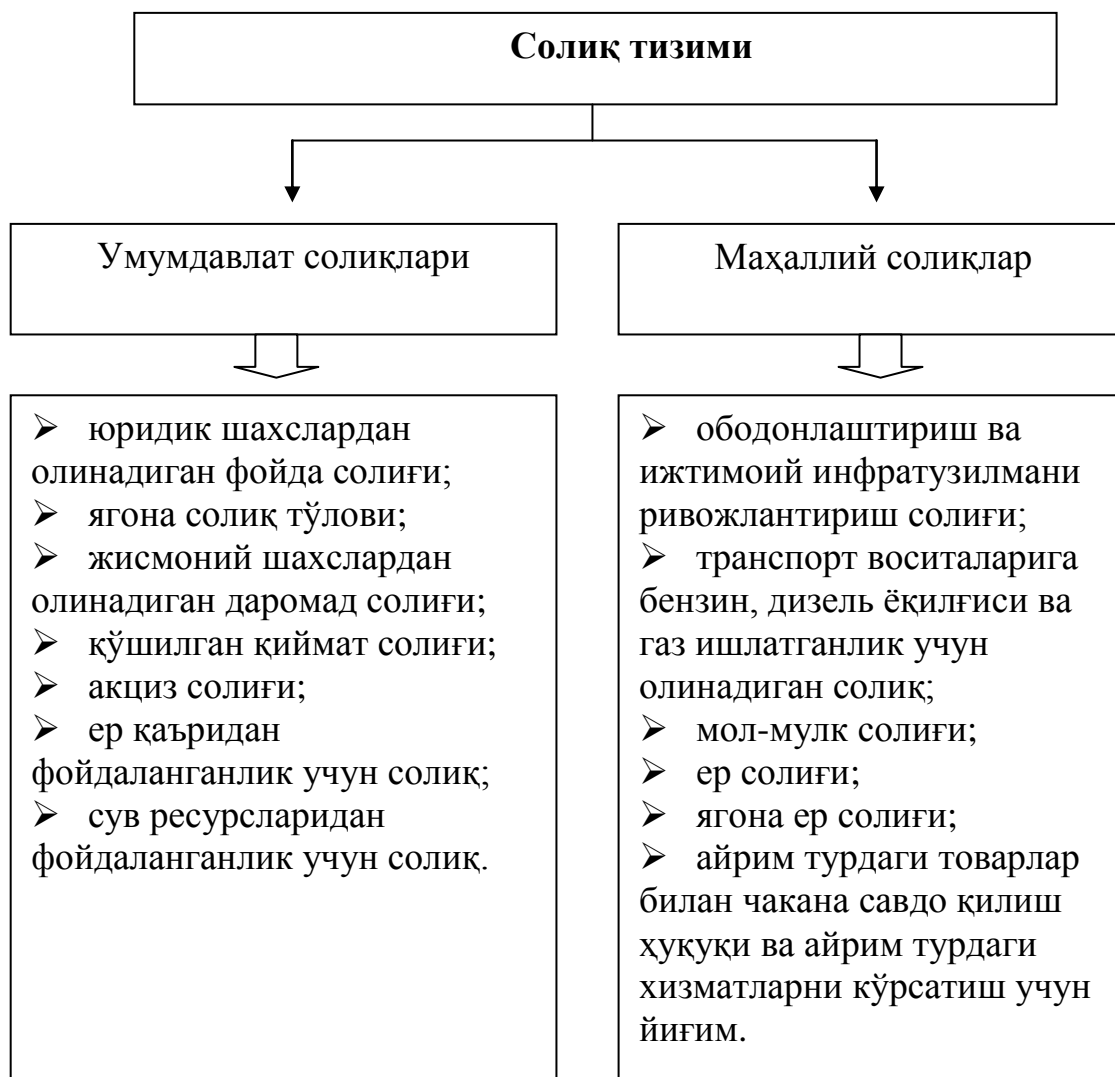 Солиқ тизими
Умумдавлат солиқлари
Маҳаллий солиқлар
➢ юридик шахслардан
олинадиган фойда солиғи;
➢ ягона солиқ тўлови;
➢ жисмоний шахслардан
олинадиган даромад солиғи;
➢ қўшилган қиймат солиғи;
➢ акциз солиғи;
➢ ер қаъридан
фойдаланганлик учун солиқ;
➢ сув ресурсларидан
фойдаланганлик учун солиқ.
➢ ободонлаштириш ва
ижтимоий инфратузилмани
ривожлантириш солиғи;
➢ транспорт воситаларига
бензин, дизель ёқилғиси ва
газ ишлатганлик учун
олинадиган солиқ;
➢ мол-мулк солиғи;
➢ ер солиғи;
➢ ягона ер солиғи;
➢ айрим турдаги товарлар
билан чакана савдо қилиш
ҳуқуқи ва айрим турдаги
хизматларни кўрсатиш учун
йиғим.